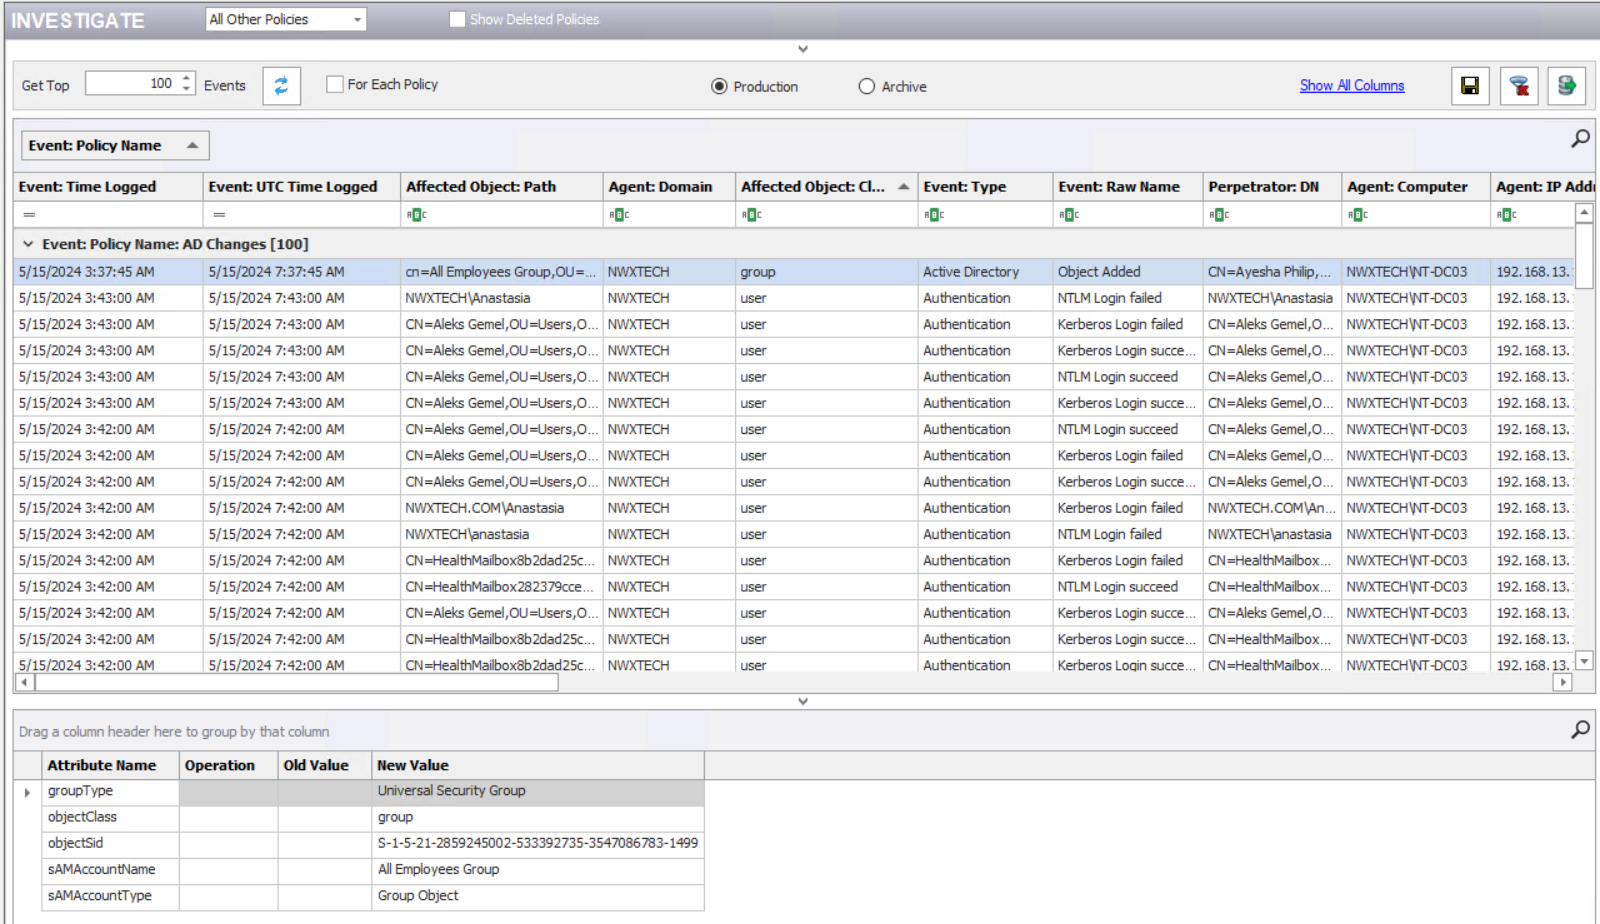 INVESTIGATE All Other Policies Show Deleted Policies
Get Top 100 Events For Each Policy Production Archive Show All Columns
Event: Policy Name
Event: Time Logged Event: UTC Time Logged Affected Object: Path Agent: Domain Affected Object: Cl... Event: Type Event: Raw Name Perpetrator: DN Agent: Computer Agent: IP Addr
= = ABC ABC ABC ABC ABC ABC ABC ABC
Event: Policy Name: AD Changes [100]
5/15/2024 3:37:45 AM 5/15/2024 7:37:45 AM cn=All Employees Group,OU=... NWXTECH group Active Directory Object Added CN=Ayesha Philip,... NWXTECH\NT-DC03 192.168.13.
5/15/2024 3:43:00 AM 5/15/2024 7:43:00 AM NWXTECH\Anastasia NWXTECH user Authentication NTLM Login failed NWXTECH\Anastasia NWXTECH\NT-DC03 192.168.13.
5/15/2024 3:43:00 AM 5/15/2024 7:43:00 AM CN=Aleks Gemel,OU=Users,O... NWXTECH user Authentication Kerberos Login failed CN=Aleks Gemel,O... NWXTECH\NT-DC03 192.168.13.
5/15/2024 3:43:00 AM 5/15/2024 7:43:00 AM CN=Aleks Gemel,OU=Users,O... NWXTECH user Authentication Kerberos Login succe... CN=Aleks Gemel,O... NWXTECH\NT-DC03 192.168.13.
5/15/2024 3:43:00 AM 5/15/2024 7:43:00 AM CN=Aleks Gemel,OU=Users,O... NWXTECH user Authentication NTLM Login succeed CN=Aleks Gemel,O... NWXTECH\NT-DC03 192.168.13.
5/15/2024 3:43:00 AM 5/15/2024 7:43:00 AM CN=Aleks Gemel,OU=Users,O... NWXTECH user Authentication Kerberos Login succe... CN=Aleks Gemel,O... NWXTECH\NT-DC03 192.168.13.
5/15/2024 3:42:00 AM 5/15/2024 7:42:00 AM CN=Aleks Gemel,OU=Users,O... NWXTECH user Authentication NTLM Login succeed CN=Aleks Gemel,O... NWXTECH\NT-DC03 192.168.13.
5/15/2024 3:42:00 AM 5/15/2024 7:42:00 AM CN=Aleks Gemel,OU=Users,O... NWXTECH user Authentication Kerberos Login failed CN=Aleks Gemel,O... NWXTECH\NT-DC03 192.168.13.
5/15/2024 3:42:00 AM 5/15/2024 7:42:00 AM CN=Aleks Gemel,OU=Users,O... NWXTECH user Authentication Kerberos Login succe... CN=Aleks Gemel,O... NWXTECH\NT-DC03 192.168.13.
5/15/2024 3:42:00 AM 5/15/2024 7:42:00 AM NWXTECH.COM\Anastasia NWXTECH user Authentication Kerberos Login failed NWXTECH.COM\An... NWXTECH\NT-DC03 192.168.13.
5/15/2024 3:42:00 AM 5/15/2024 7:42:00 AM NWXTECH\anastasia NWXTECH user Authentication NTLM Login failed NWXTECH\anastasia NWXTECH\NT-DC03 192.168.13.
5/15/2024 3:42:00 AM 5/15/2024 7:42:00 AM CN=HealthMailbox8b2dad25c... NWXTECH user Authentication Kerberos Login failed CN=HealthMailbox... NWXTECH\NT-DC03 192.168.13.
5/15/2024 3:42:00 AM 5/15/2024 7:42:00 AM CN=HealthMailbox282379cce... NWXTECH user Authentication NTLM Login succeed CN=HealthMailbox... NWXTECH\NT-DC03 192.168.13.
5/15/2024 3:42:00 AM 5/15/2024 7:42:00 AM CN=Aleks Gemel,OU=Users,O... NWXTECH user Authentication Kerberos Login succe... CN=Aleks Gemel,O... NWXTECH\NT-DC03 192.168.13.
5/15/2024 3:42:00 AM 5/15/2024 7:42:00 AM CN=HealthMailbox8b2dad25c... NWXTECH user Authentication Kerberos Login succe... CN=HealthMailbox... NWXTECH\NT-DC03 192.168.13.
5/15/2024 3:42:00 AM 5/15/2024 7:42:00 AM CN=HealthMailbox8b2dad25c... NWXTECH user Authentication Kerberos Login succe... CN=HealthMailbox... NWXTECH\NT-DC03 192.168.13.
Drag a column header here to group by that column
Attribute Name Operation Old Value New Value
groupType Universal Security Group
objectClass group
objectSid S-1-5-21-2859245002-533392735-3547086783-1499
sAMAccountName All Employees Group
sAMAccountType Group Object